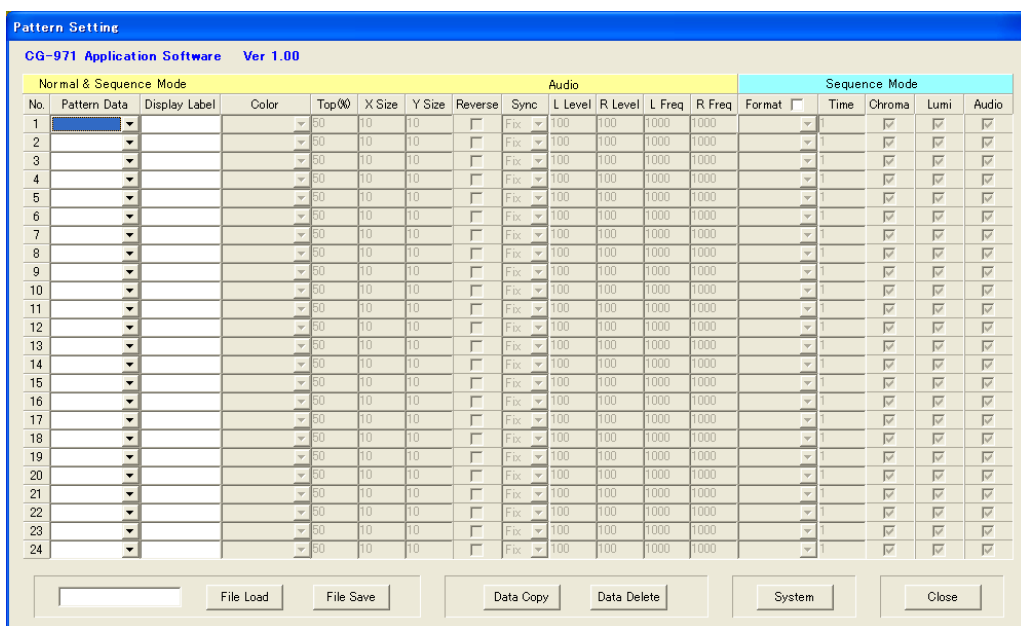 Pattern Setting
CG-971 Application Software Ver 1.00
Normal & Sequence Mode Audio Sequence Mode
No. Pattern Data Display Label Color Top(%) X Size Y Size Reverse Sync L Level R Level L Freq R Freq Format Time Chroma Lumi Audio
1 50 10 10 Fix 100 100 1000 1000 1
2 50 10 10 Fix 100 100 1000 1000 1
3 50 10 10 Fix 100 100 1000 1000 1
4 50 10 10 Fix 100 100 1000 1000 1
5 50 10 10 Fix 100 100 1000 1000 1
6 50 10 10 Fix 100 100 1000 1000 1
7 50 10 10 Fix 100 100 1000 1000 1
8 50 10 10 Fix 100 100 1000 1000 1
9 50 10 10 Fix 100 100 1000 1000 1
10 50 10 10 Fix 100 100 1000 1000 1
11 50 10 10 Fix 100 100 1000 1000 1
12 50 10 10 Fix 100 100 1000 1000 1
13 50 10 10 Fix 100 100 1000 1000 1
14 50 10 10 Fix 100 100 1000 1000 1
15 50 10 10 Fix 100 100 1000 1000 1
16 50 10 10 Fix 100 100 1000 1000 1
17 50 10 10 Fix 100 100 1000 1000 1
18 50 10 10 Fix 100 100 1000 1000 1
19 50 10 10 Fix 100 100 1000 1000 1
20 50 10 10 Fix 100 100 1000 1000 1
21 50 10 10 Fix 100 100 1000 1000 1
22 50 10 10 Fix 100 100 1000 1000 1
23 50 10 10 Fix 100 100 1000 1000 1
24 50 10 10 Fix 100 100 1000 1000 1
File Load File Save Data Copy Data Delete System Close